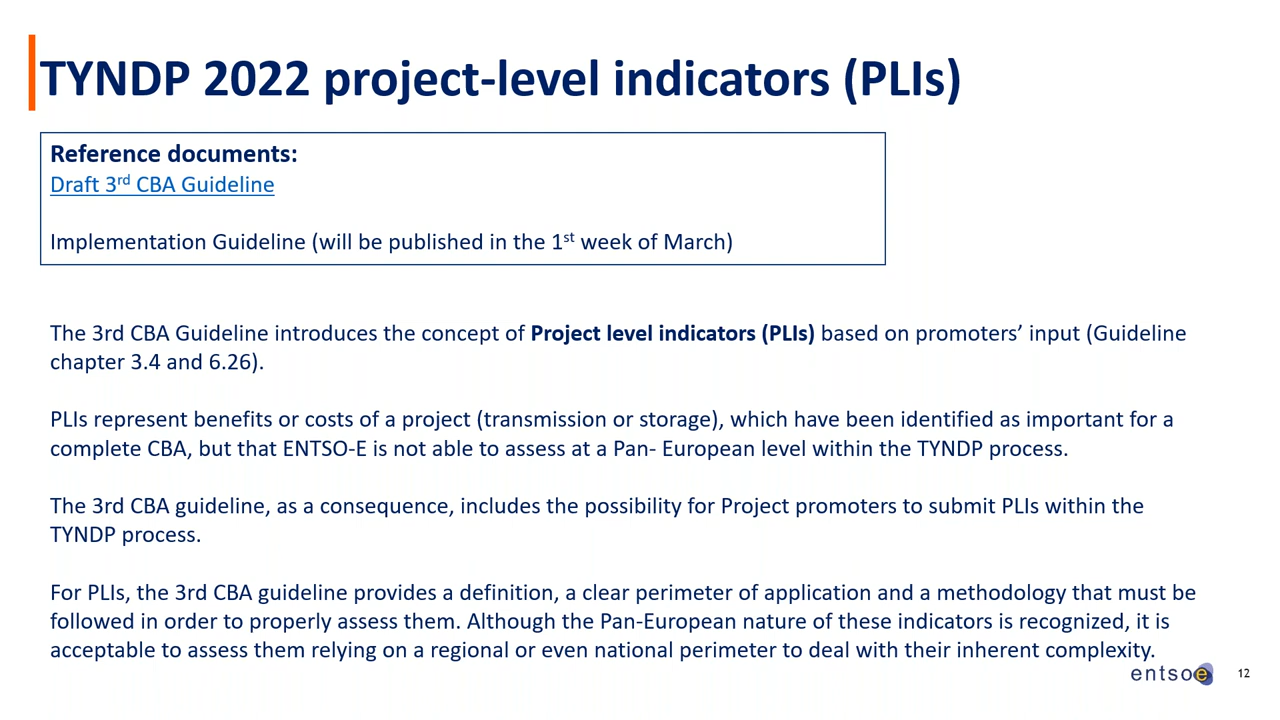 TYNDP 2022 project-level indicators (PLIs)
Reference documents:
Draft 3rd CBA Guideline
Implementation Guideline (will be published in the 1st week of March)
The 3rd CBA Guideline introduces the concept of Project level indicators (PLIs) based on promoters’ input (Guideline
chapter 3.4 and 6.26).
PLIs represent benefits or costs of a project (transmission or storage), which have been identified as important for a
complete CBA, but that ENTSO-E is not able to assess at a Pan- European level within the TYNDP process.
The 3rd CBA guideline, as a consequence, includes the possibility for Project promoters to submit PLIs within the
TYNDP process.
For PLIs, the 3rd CBA guideline provides a definition, a clear perimeter of application and a methodology that must be
followed in order to properly assess them. Although the Pan-European nature of these indicators is recognized, it is
acceptable to assess them relying on a regional or even national perimeter to deal with their inherent complexity.
entsoe 12